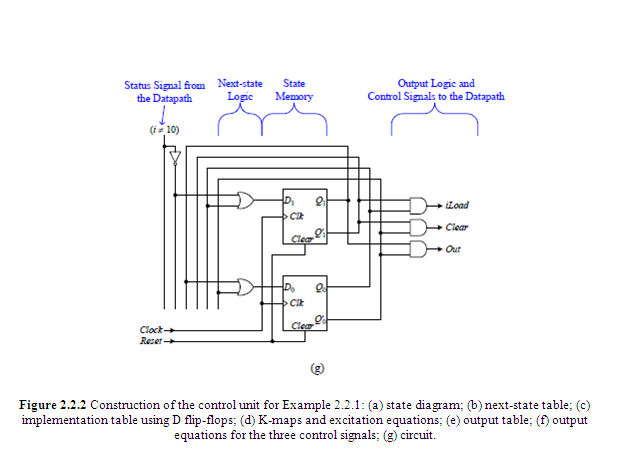 Status Signal from the Datapath
Next-state Logic
State Memory
Output Logic and Control Signals to the Datapath
(i ≠ 10)
D₁ Q₁
Clk
Clear Q'₁
iLoad
Clear
Out
D₀ Q₀
Clk
Clear Q'₀
Clock
Reset
(g)
Figure 2.2.2 Construction of the control unit for Example 2.2.1: (a) state diagram; (b) next-state table; (c)
implementation table using D flip-flops; (d) K-maps and excitation equations; (e) output table; (f) output
equations for the three control signals; (g) circuit.